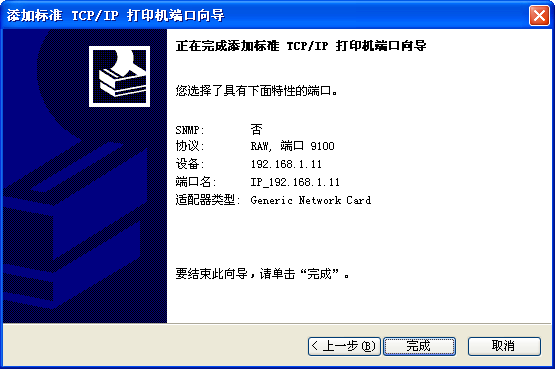 添加标准 TCP/IP 打印机端口向导
正在完成添加标准 TCP/IP 打印机端口向导
您选择了具有下面特性的端口。
SNMP: 否
协议: RAW, 端口 9100
设备: 192.168.1.11
端口名: IP_192.168.1.11
适配器类型: Generic Network Card
要结束此向导，请单击“完成”。
< 上一步(B) 完成 取消